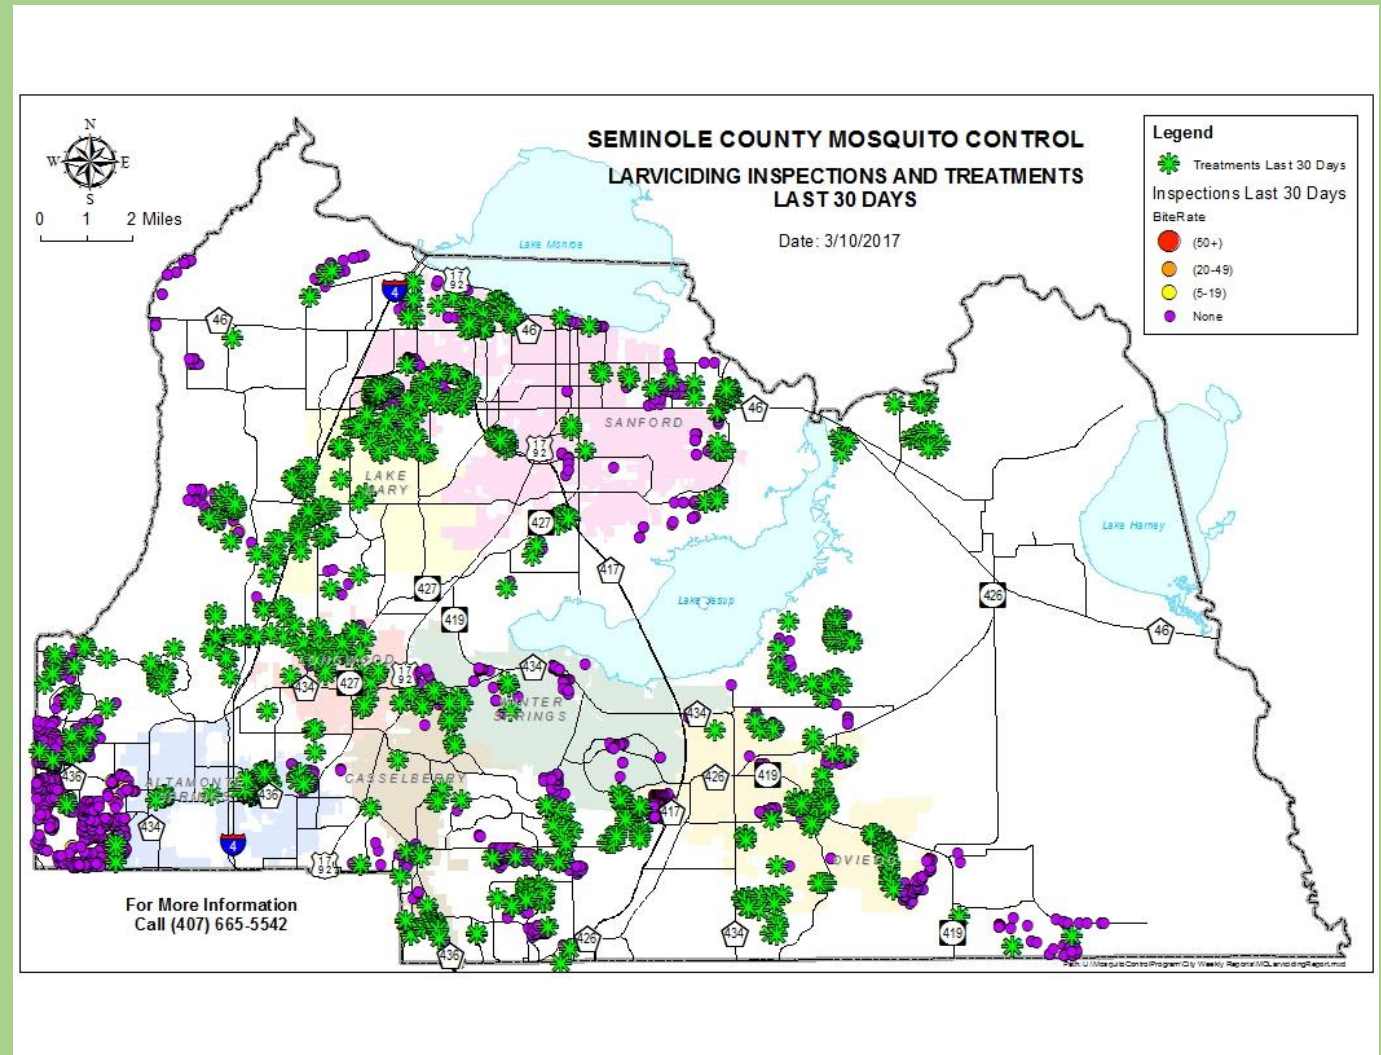 SEMINOLE COUNTY MOSQUITO CONTROL
LARVICIDING INSPECTIONS AND TREATMENTS
LAST 30 DAYS
Date: 3/10/2017
N
W E
S
0 1 2 Miles
Legend
Treatments Last 30 Days
Inspections Last 30 Days
BiteRate
(50+)
(20-49)
(5-19)
None
Lake Monroe
4
17
92
46
46
46
SANFORD
17
92
LAKE
MARY
427
Lake Harney
417
427
Lake Jesup
426
419
46
434
17
92
427
434
WINTER
SPRINGS
434
436
ALTAMONTE
436
CASSELBERRY
426
419
417
434
4
17
92
OVIEDO
For More Information
Call (407) 665-5542
436
426
434
419